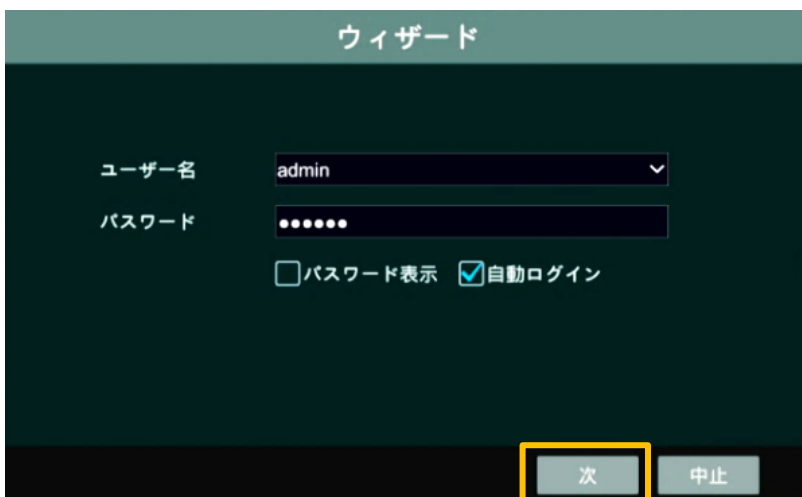 ウィザード
ユーザー名 admin
パスワード ●●●●●●
パスワード表示 自動ログイン
次 中止